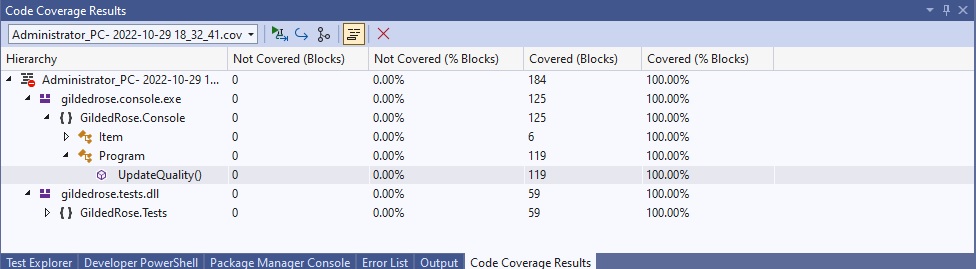 Code Coverage Results
Administrator_PC- 2022-10-29 18_32_41.cov
Hierarchy Not Covered (Blocks) Not Covered (% Blocks) Covered (Blocks) Covered (% Blocks)
Administrator_PC- 2022-10-29 1... 0 0.00% 184 100.00%
gildedrose.console.exe 0 0.00% 125 100.00%
{ } GildedRose.Console 0 0.00% 125 100.00%
Item 0 0.00% 6 100.00%
Program 0 0.00% 119 100.00%
UpdateQuality() 0 0.00% 119 100.00%
gildedrose.tests.dll 0 0.00% 59 100.00%
{ } GildedRose.Tests 0 0.00% 59 100.00%
Test Explorer Developer PowerShell Package Manager Console Error List Output Code Coverage Results